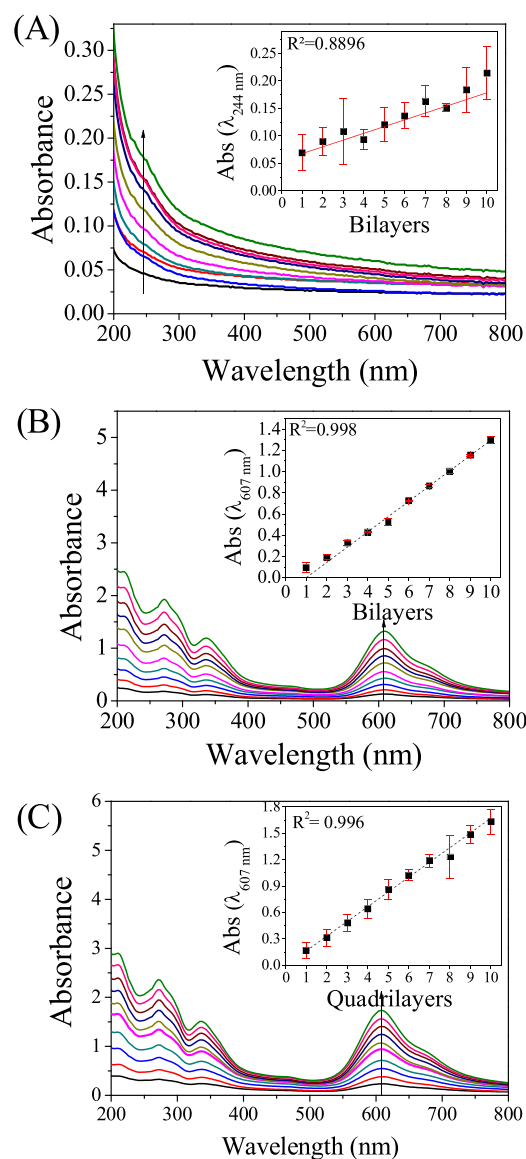 (A)
R²=0.8896
Abs (λ244 nm)
0.25
0.20
0.15
0.10
0.05
0.00
0 1 2 3 4 5 6 7 8 9 10
Bilayers
Absorbance
0.30
0.25
0.20
0.15
0.10
0.05
0.00
200 300 400 500 600 700 800
Wavelength (nm)
(B)
R²=0.998
Abs (λ607 nm)
1.4
1.2
1.0
0.8
0.6
0.4
0.2
0.0
0 1 2 3 4 5 6 7 8 9 10
Bilayers
Absorbance
5
4
3
2
1
0
200 300 400 500 600 700 800
Wavelength (nm)
(C)
R²= 0.996
Abs (λ607 nm)
1.8
1.5
1.2
0.9
0.6
0.3
0.0
0 1 2 3 4 5 6 7 8 9 10
Quadrilayers
Absorbance
6
5
4
3
2
1
0
200 300 400 500 600 700 800
Wavelength (nm)